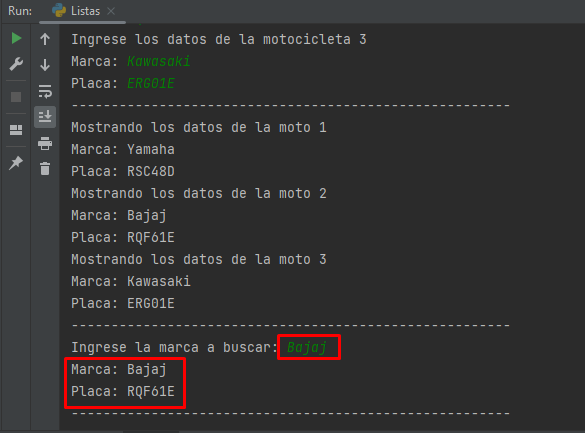 Run: Listas
Ingrese los datos de la motocicleta 3
Marca: Kawasaki
Placa: ERG01E
--------------------------------------------------------
Mostrando los datos de la moto 1
Marca: Yamaha
Placa: RSC48D
Mostrando los datos de la moto 2
Marca: Bajaj
Placa: RQF61E
Mostrando los datos de la moto 3
Marca: Kawasaki
Placa: ERG01E
--------------------------------------------------------
Ingrese la marca a buscar: Bajaj
Marca: Bajaj
Placa: RQF61E
--------------------------------------------------------